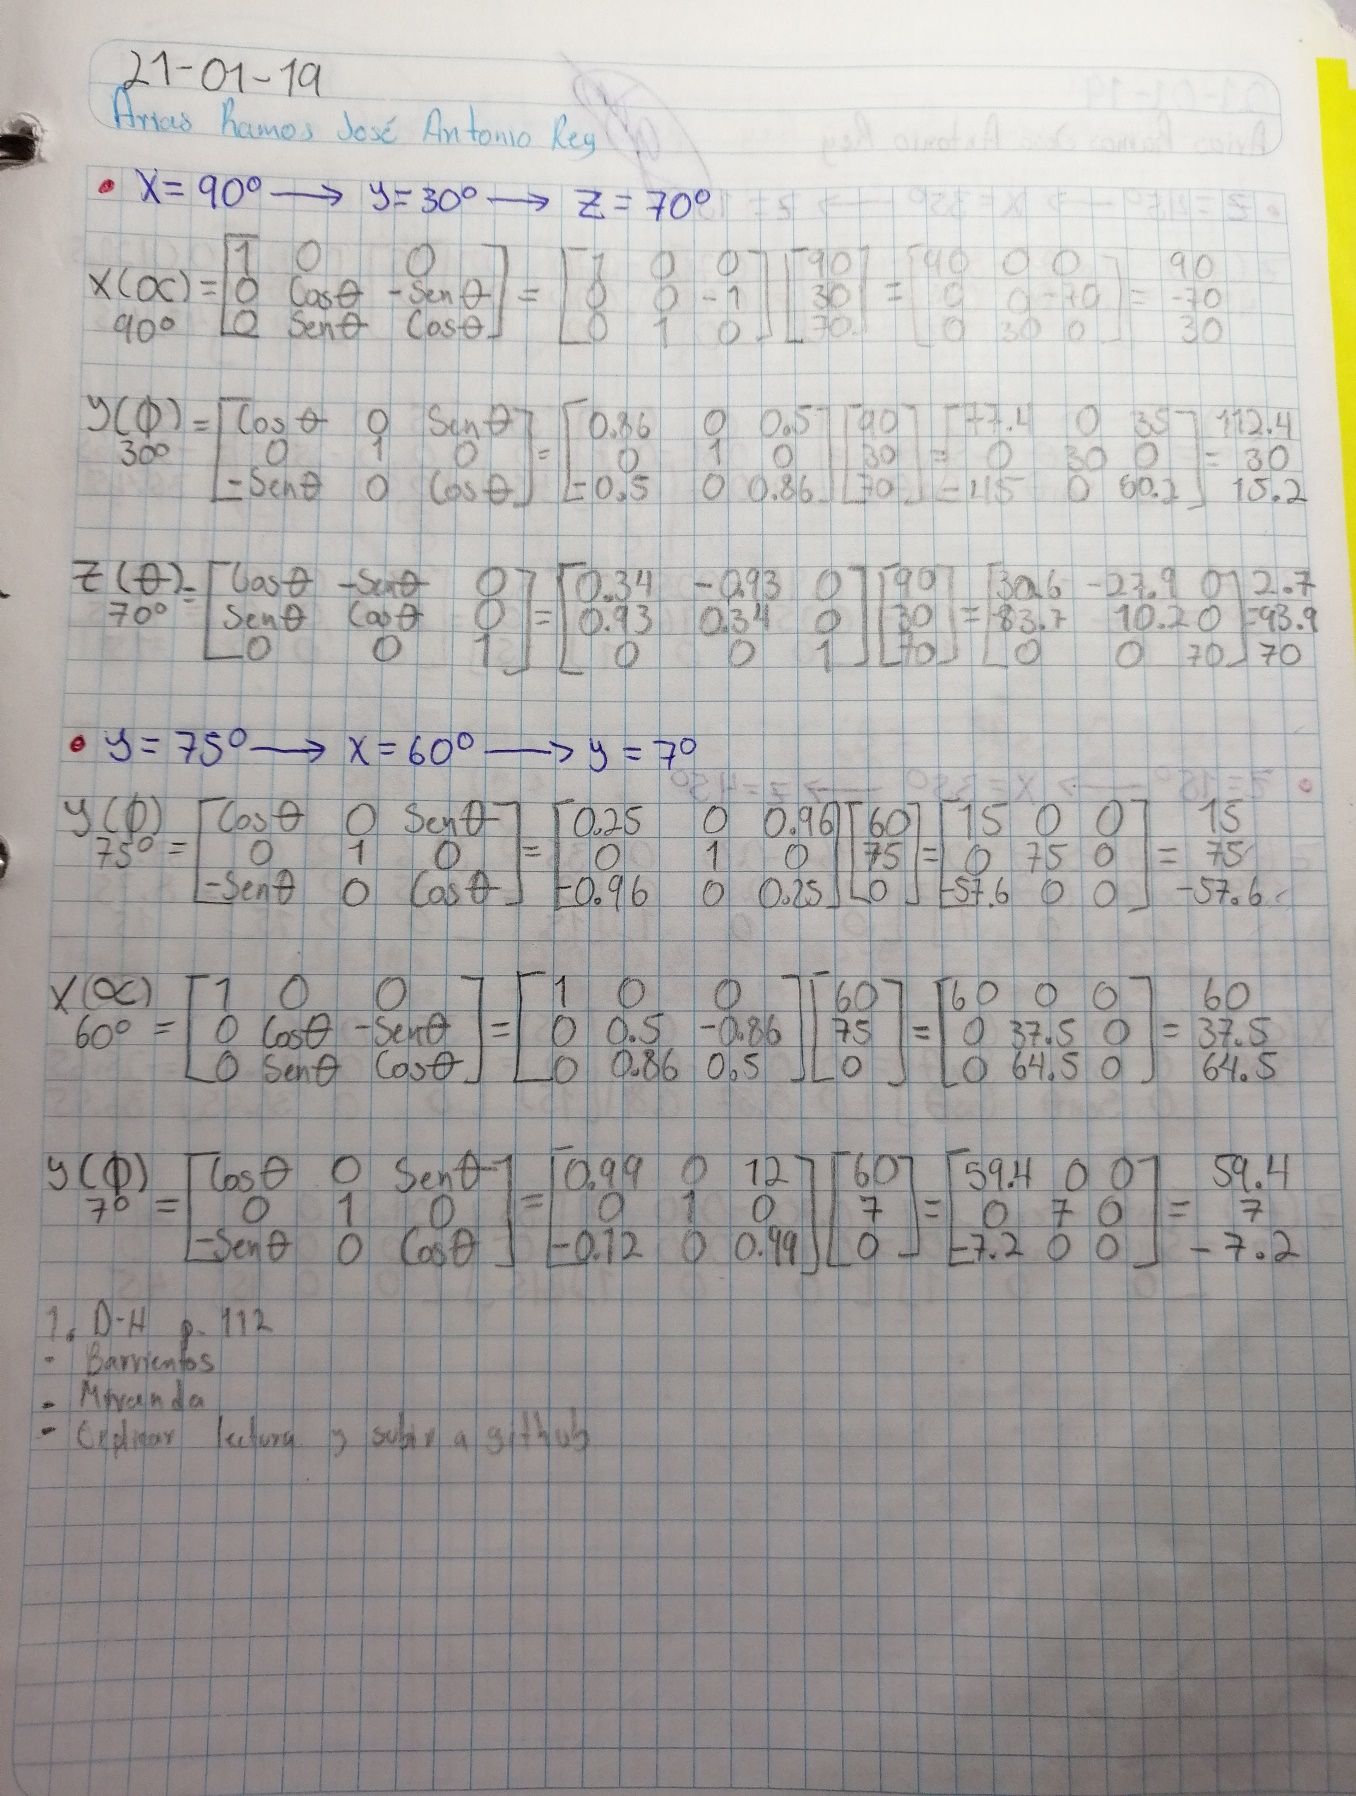 21-01-19
Arias Ramos José Antonio Rey
• X=90° → y=30° → Z=70°
[1 0 0] [1 0 0] [90] [90 0 0] 90
X(α) = [0 Cosθ -Senθ] = [0 0 -1] [30] = [0 0 -70] = -70
90° [0 Senθ Cosθ] [0 1 0] [70] [0 30 0] 30
y(ϕ) = [Cosθ 0 Senθ] [0.86 0 0.5] [90] [77.4 0 35] 112.4
30° [0 1 0] = [0 1 0] [30] = [0 30 0] = 30
[-Senθ 0 Cosθ] [-0.5 0 0.86] [70] [-45 0 60.2] 15.2
Z(θ) = [Cosθ -Senθ 0] [0.34 -0.93 0] [90] [30.6 -27.9 0] 2.7
70° [Senθ Cosθ 0] = [0.93 0.34 0] [30] = [83.7 10.2 0] = 93.9
[0 0 1] [0 0 1] [70] [0 0 70] 70
• y=75° → X=60° → y=7°
y(ϕ) [Cosθ 0 Senθ] [0.25 0 0.96] [60] [15 0 0] 15
75° = [0 1 0] = [0 1 0] [75] = [0 75 0] = 75
[-Senθ 0 Cosθ] [-0.96 0 0.25] [0] [-57.6 0 0] -57.6
X(α) [1 0 0] [1 0 0] [60] [60 0 0] 60
60° = [0 Cosθ -Senθ] = [0 0.5 -0.86] [75] = [0 37.5 0] = 37.5
[0 Senθ Cosθ] [0 0.86 0.5] [0] [0 64.5 0] 64.5
y(ϕ) [Cosθ 0 Senθ] [0.99 0 12] [60] [59.4 0 0] 59.4
7° = [0 1 0] = [0 1 0] [7] = [0 7 0] = 7
[-Senθ 0 Cosθ] [-0.12 0 0.99] [0] [-7.2 0 0] -7.2
1. D-H p. 112
- Barrientos
- Miranda
- lectura y subir a github